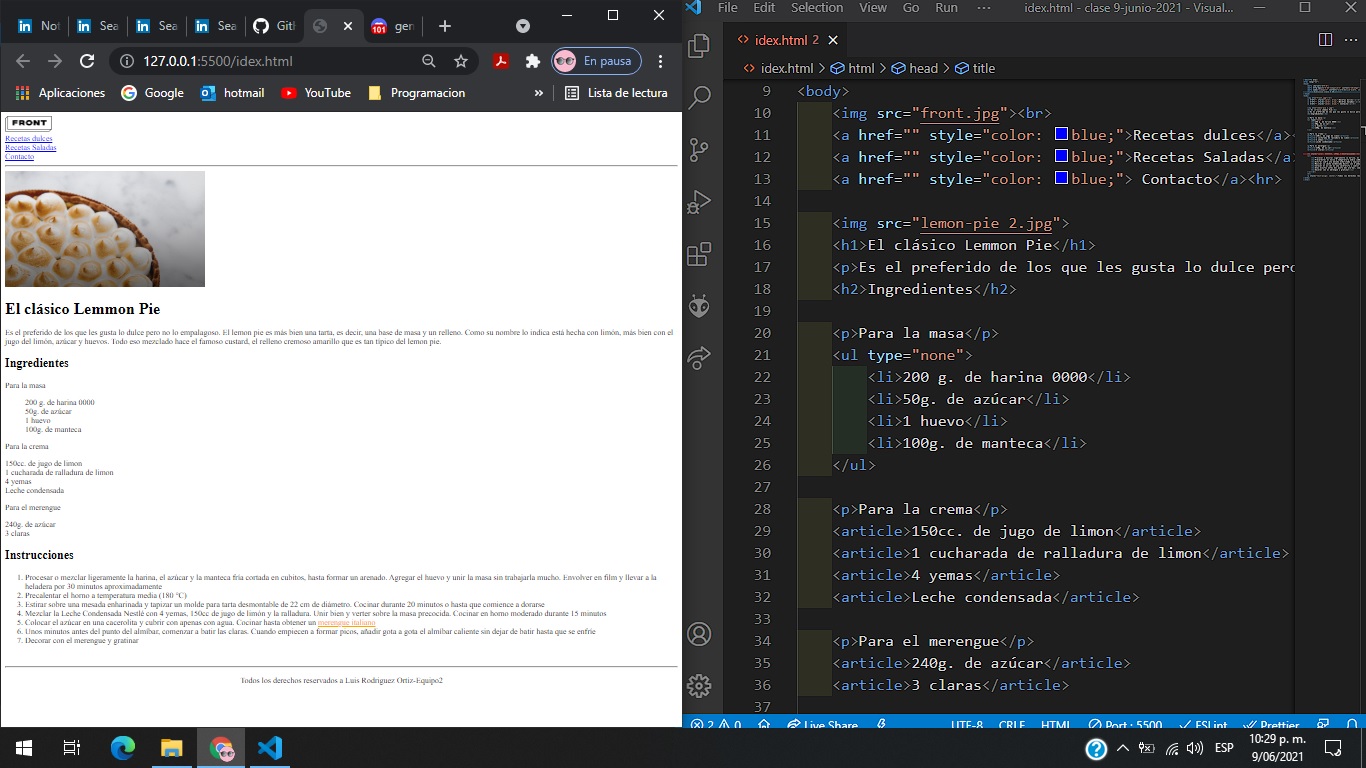 Not
Sea
Sea
Sea
Gitl
101
gen
127.0.0.1:5500/idex.html
En pausa
Aplicaciones
Google
hotmail
YouTube
Programacion
»
Lista de lectura
FRONT
Recetas dulces
Recetas Saladas
Contacto
El clásico Lemmon Pie
Es el preferido de los que les gusta lo dulce pero no lo empalagoso. El lemon pie es más bien una tarta, es decir, una base de masa y un relleno. Como su nombre lo indica está hecha con limón, más bien con el
jugo del limón, azúcar y huevos. Todo eso mezclado hace el famoso custard, el relleno cremoso amarillo que es tan típico del lemon pie.
Ingredientes
Para la masa
200 g. de harina 0000
50g. de azúcar
1 huevo
100g. de manteca
Para la crema
150cc. de jugo de limon
1 cucharada de ralladura de limon
4 yemas
Leche condensada
Para el merengue
240g. de azúcar
3 claras
Instrucciones
1. Procesar o mezclar ligeramente la harina, el azúcar y la manteca fría cortada en cubitos, hasta formar un arenado. Agregar el huevo y unir la masa sin trabajarla mucho. Envolver en film y llevar a la
heladera por 30 minutos aproximadamente
2. Precalentar el horno a temperatura media (180 °C)
3. Estirar sobre una mesada enharinada y tapizar un molde para tarta desmontable de 22 cm de diámetro. Cocinar durante 20 minutos o hasta que comience a dorarse
4. Mezclar la Leche Condensada Nestlé con 4 yemas, 150cc de jugo de limón y la ralladura. Unir bien y verter sobre la masa precocida. Cocinar en horno moderado durante 15 minutos
5. Colocar el azúcar en una cacerolita y cubrir con apenas con agua. Cocinar hasta obtener un merengue italiano
6. Unos minutos antes del punto del almíbar, comenzar a batir las claras. Cuando empiecen a formar picos, añadir gota a gota el almíbar caliente sin dejar de batir hasta que se enfríe
7. Decorar con el merengue y gratinar
Todos los derechos reservados a Luis Rodriguez Ortiz-Equipo2
File Edit Selection View Go Run ··· idex.html - clase 9-junio-2021 - Visual...
idex.html 2
idex.html > html > head > title
9 <body>
10 <img src="front.jpg"><br>
11 <a href="" style="color: blue;">Recetas dulces</a><
12 <a href="" style="color: blue;">Recetas Saladas</a>
13 <a href="" style="color: blue;"> Contacto</a><hr>
14
15 <img src="lemon-pie 2.jpg">
16 <h1>El clásico Lemmon Pie</h1>
17 <p>Es el preferido de los que les gusta lo dulce pero
18 <h2>Ingredientes</h2>
19
20 <p>Para la masa</p>
21 <ul type="none">
22 <li>200 g. de harina 0000</li>
23 <li>50g. de azúcar</li>
24 <li>1 huevo</li>
25 <li>100g. de manteca</li>
26 </ul>
27
28 <p>Para la crema</p>
29 <article>150cc. de jugo de limon</article>
30 <article>1 cucharada de ralladura de limon</article>
31 <article>4 yemas</article>
32 <article>Leche condensada</article>
33
34 <p>Para el merengue</p>
35 <article>240g. de azúcar</article>
36 <article>3 claras</article>
37
2 0 Live Share UTF-8 CRLF HTML Port : 5500 ESLint Prettier
ESP
10:29 p. m.
9/06/2021